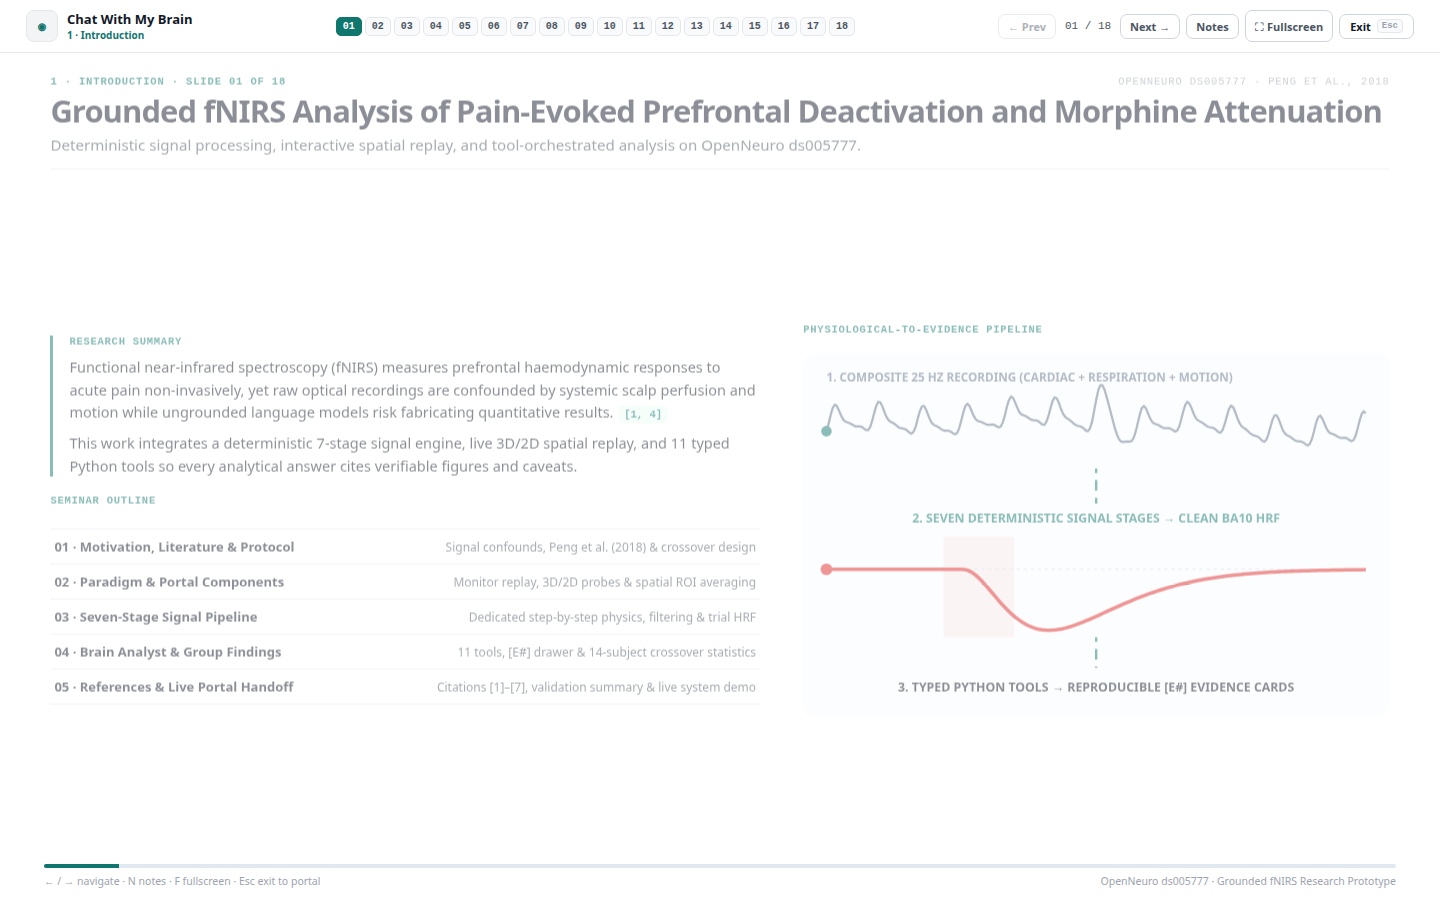 Chat With My Brain
1 · Introduction
01 02 03 04 05 06 07 08 09 10 11 12 13 14 15 16 17 18
← Prev 01 / 18 Next → Notes ⛶ Fullscreen Exit Esc
1 · INTRODUCTION · SLIDE 01 OF 18
OPENNEURO DS005777 · PENG ET AL., 2018
Grounded fNIRS Analysis of Pain-Evoked Prefrontal Deactivation and Morphine Attenuation
Deterministic signal processing, interactive spatial replay, and tool-orchestrated analysis on OpenNeuro ds005777.
RESEARCH SUMMARY
Functional near-infrared spectroscopy (fNIRS) measures prefrontal haemodynamic responses to
acute pain non-invasively, yet raw optical recordings are confounded by systemic scalp perfusion and
motion while ungrounded language models risk fabricating quantitative results. [1, 4]
This work integrates a deterministic 7-stage signal engine, live 3D/2D spatial replay, and 11 typed
Python tools so every analytical answer cites verifiable figures and caveats.
SEMINAR OUTLINE
01 · Motivation, Literature & Protocol Signal confounds, Peng et al. (2018) & crossover design
02 · Paradigm & Portal Components Monitor replay, 3D/2D probes & spatial ROI averaging
03 · Seven-Stage Signal Pipeline Dedicated step-by-step physics, filtering & trial HRF
04 · Brain Analyst & Group Findings 11 tools, [E#] drawer & 14-subject crossover statistics
05 · References & Live Portal Handoff Citations [1]–[7], validation summary & live system demo
PHYSIOLOGICAL-TO-EVIDENCE PIPELINE
1. COMPOSITE 25 HZ RECORDING (CARDIAC + RESPIRATION + MOTION)
2. SEVEN DETERMINISTIC SIGNAL STAGES → CLEAN BA10 HRF
3. TYPED PYTHON TOOLS → REPRODUCIBLE [E#] EVIDENCE CARDS
← / → navigate · N notes · F fullscreen · Esc exit to portal
OpenNeuro ds005777 · Grounded fNIRS Research Prototype